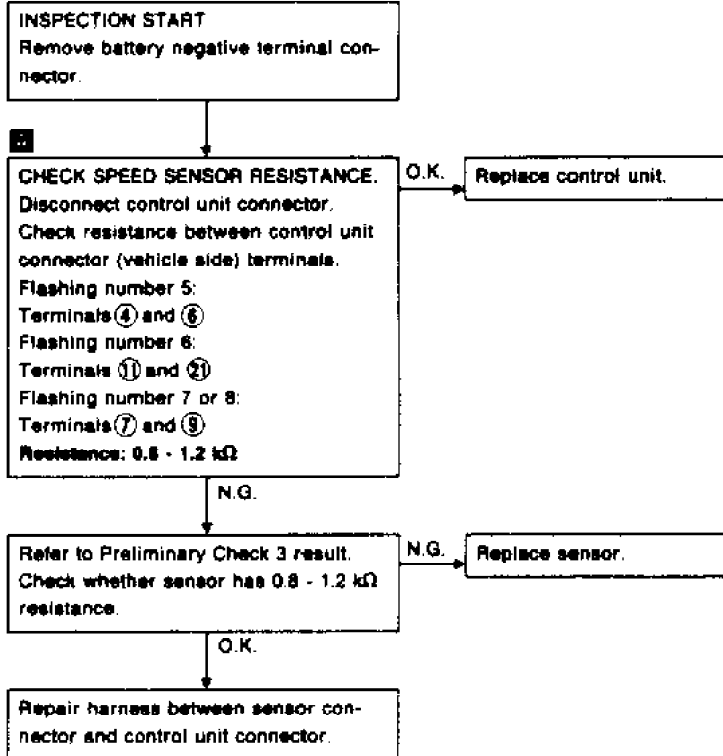 INSPECTION START
Remove battery negative terminal con-
nector.
CHECK SPEED SENSOR RESISTANCE.
Disconnect control unit connector.
Check resistance between control unit
connector (vehicle side) terminals.
Flashing number 5:
Terminals ④ and ⑥
Flashing number 6:
Terminals ⑪ and ㉑
Flashing number 7 or 8:
Terminals ⑦ and ⑨
Resistance: 0.8 - 1.2 kΩ
O.K.
Replace control unit.
N.G.
Refer to Preliminary Check 3 result.
Check whether sensor has 0.8 - 1.2 kΩ
resistance.
N.G.
Replace sensor.
O.K.
Repair harness between sensor con-
nector and control unit connector.